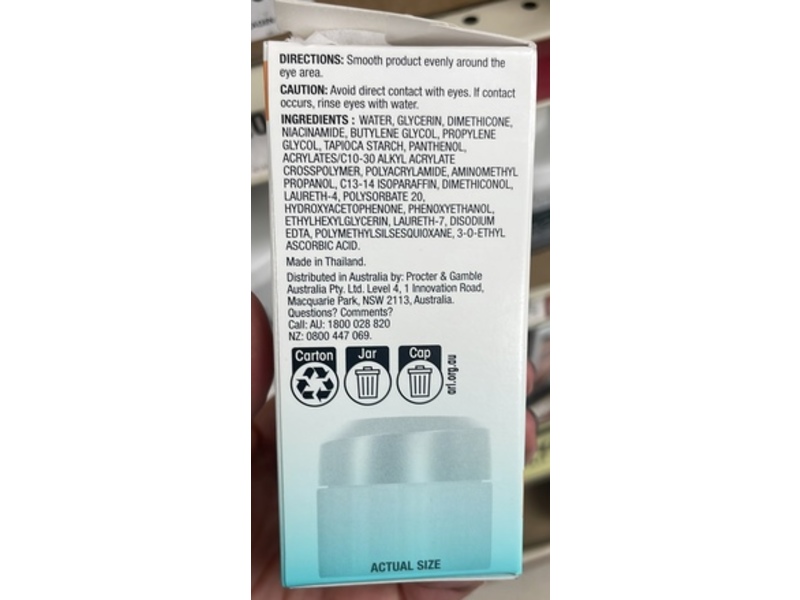 DIRECTIONS: Smooth product evenly around the
eye area.
CAUTION: Avoid direct contact with eyes. If contact
occurs, rinse eyes with water.
INGREDIENTS : WATER, GLYCERIN, DIMETHICONE,
NIACINAMIDE, BUTYLENE GLYCOL, PROPYLENE
GLYCOL, TAPIOCA STARCH, PANTHENOL,
ACRYLATES/C10-30 ALKYL ACRYLATE
CROSSPOLYMER, POLYACRYLAMIDE, AMINOMETHYL
PROPANOL, C13-14 ISOPARAFFIN, DIMETHICONOL,
LAURETH-4, POLYSORBATE 20,
HYDROXYACETOPHENONE, PHENOXYETHANOL,
ETHYLHEXYLGLYCERIN, LAURETH-7, DISODIUM
EDTA, POLYMETHYLSILSESQUIOXANE, 3-O-ETHYL
ASCORBIC ACID.
Made in Thailand.
Distributed in Australia by: Procter & Gamble
Australia Pty. Ltd. Level 4, 1 Innovation Road,
Macquarie Park, NSW 2113, Australia.
Questions? Comments?
Call: AU: 1800 028 820
NZ: 0800 447 069.
Carton Jar Cap
arl.org.au
ACTUAL SIZE